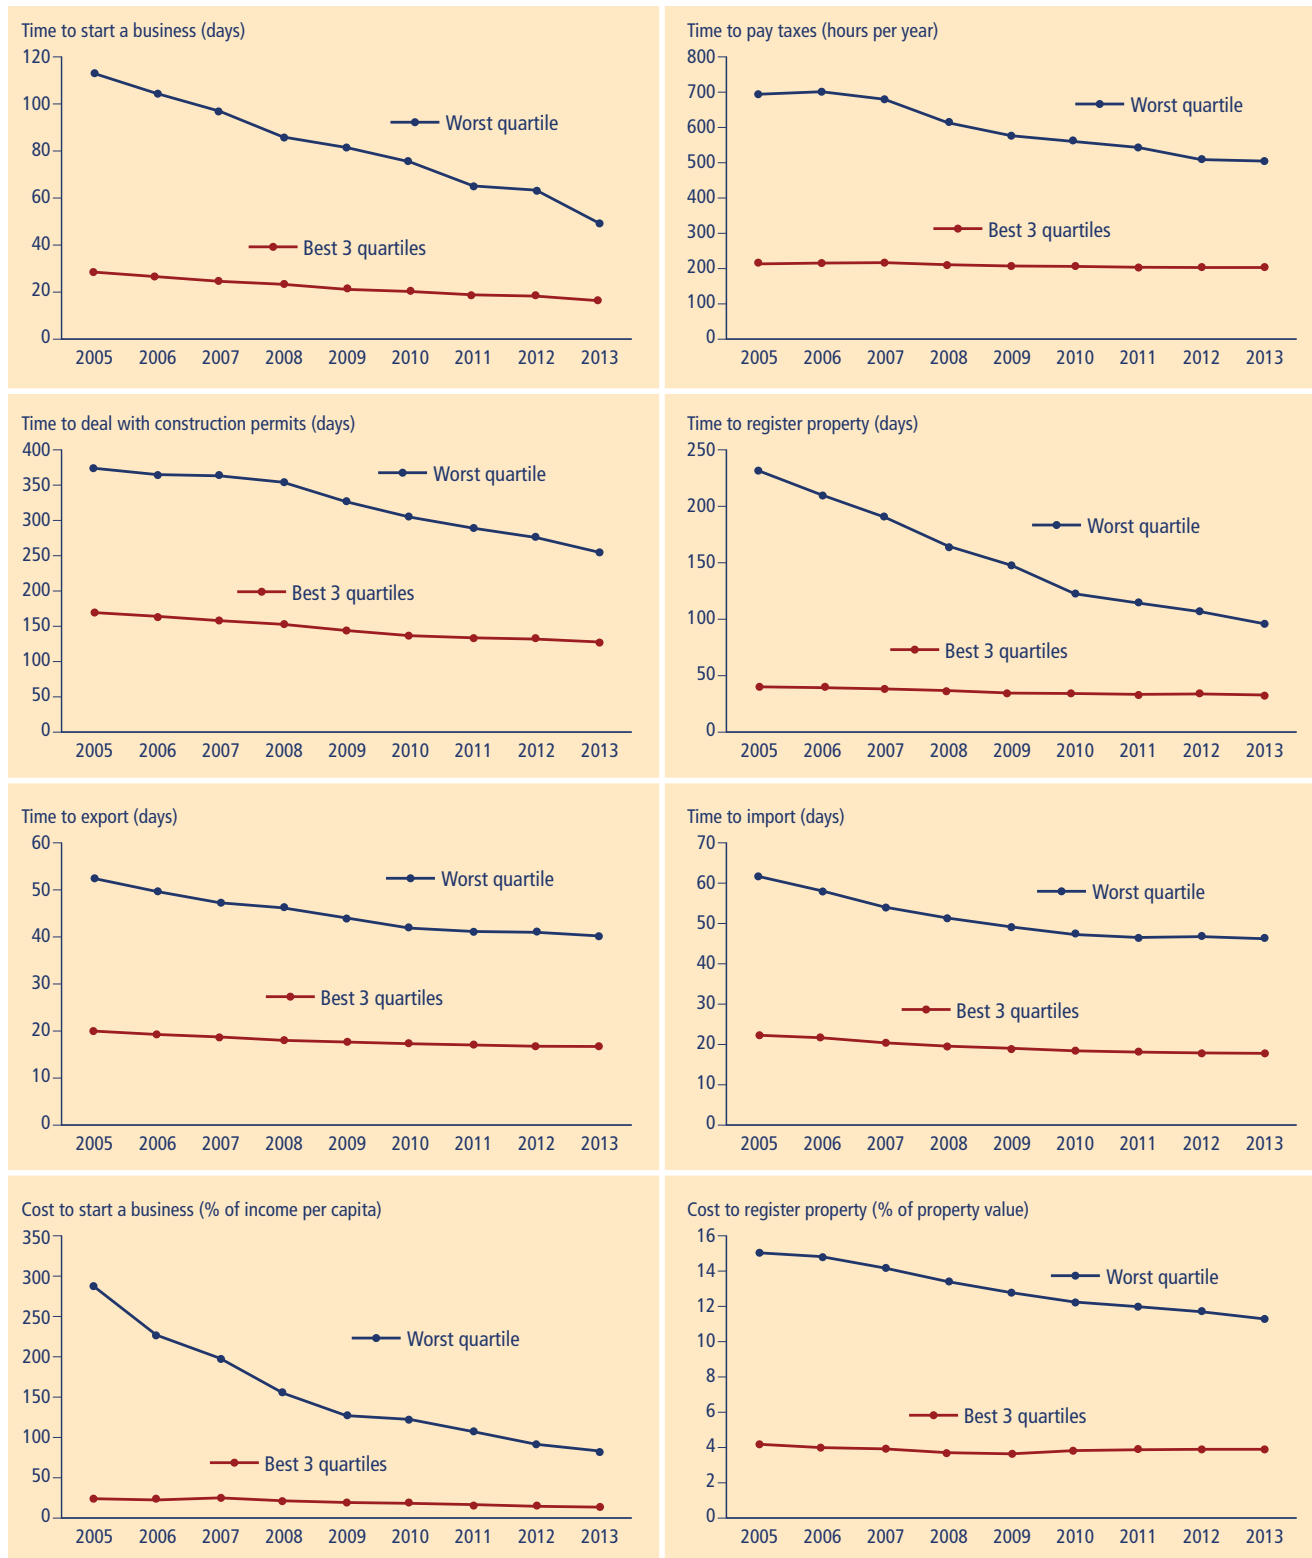 Time to start a business (days)
120
100
80
60
40
20
0
Worst quartile
Best 3 quartiles
2005 2006 2007 2008 2009 2010 2011 2012 2013
Time to pay taxes (hours per year)
800
700
600
500
400
300
200
100
0
Worst quartile
Best 3 quartiles
2005 2006 2007 2008 2009 2010 2011 2012 2013
Time to deal with construction permits (days)
400
350
300
250
200
150
100
50
0
Worst quartile
Best 3 quartiles
2005 2006 2007 2008 2009 2010 2011 2012 2013
Time to register property (days)
250
200
150
100
50
0
Worst quartile
Best 3 quartiles
2005 2006 2007 2008 2009 2010 2011 2012 2013
Time to export (days)
60
50
40
30
20
10
0
Worst quartile
Best 3 quartiles
2005 2006 2007 2008 2009 2010 2011 2012 2013
Time to import (days)
70
60
50
40
30
20
10
0
Worst quartile
Best 3 quartiles
2005 2006 2007 2008 2009 2010 2011 2012 2013
Cost to start a business (% of income per capita)
350
300
250
200
150
100
50
0
Worst quartile
Best 3 quartiles
2005 2006 2007 2008 2009 2010 2011 2012 2013
Cost to register property (% of property value)
16
14
12
10
8
6
4
2
0
Worst quartile
Best 3 quartiles
2005 2006 2007 2008 2009 2010 2011 2012 2013